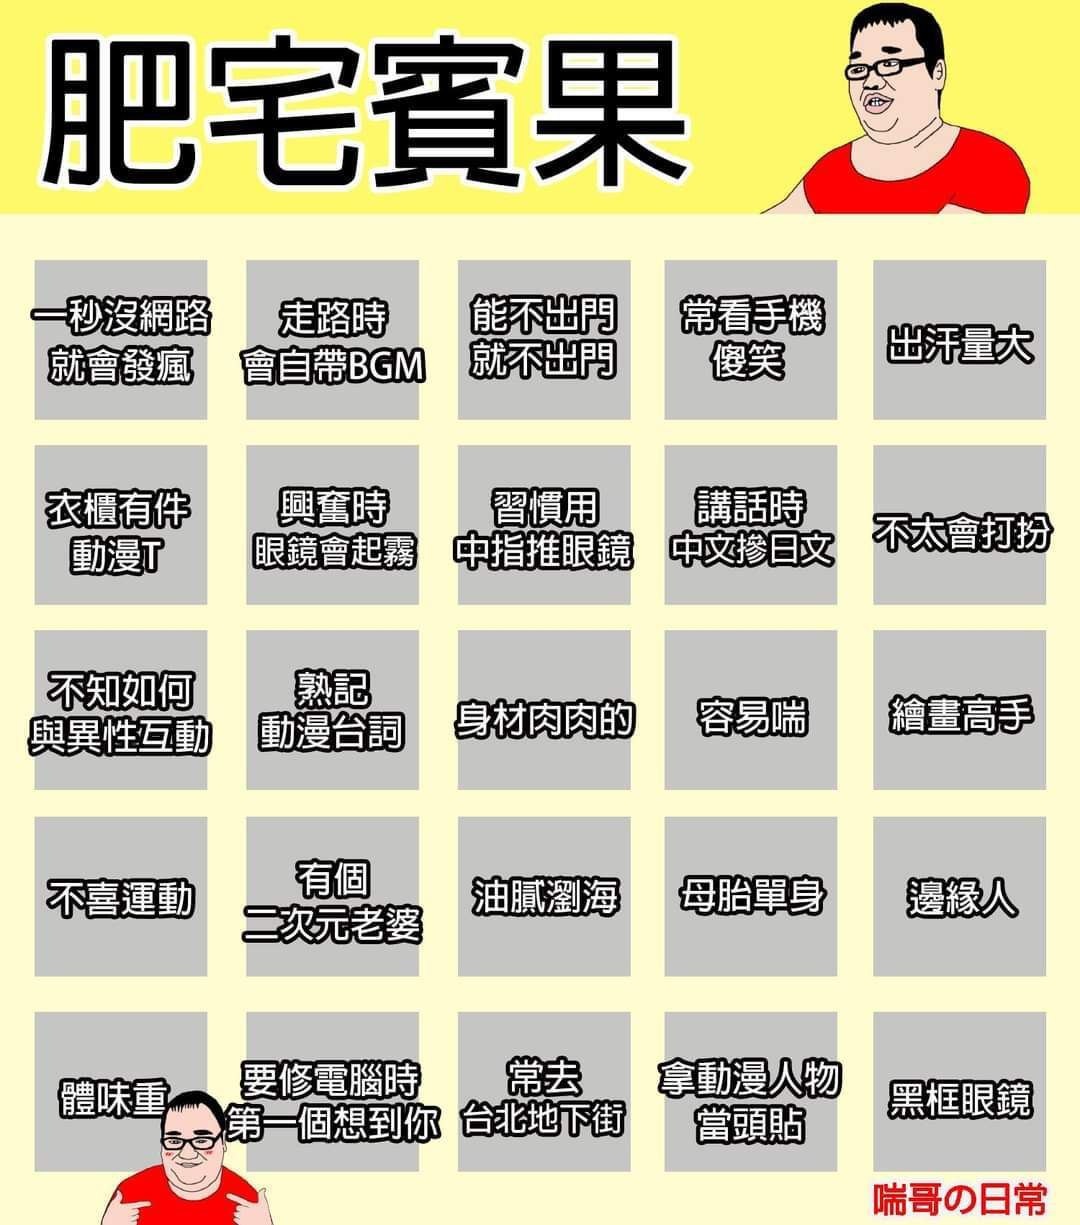 肥宅賓果
一秒沒網路
就會發瘋
走路時
會自帶BGM
能不出門
就不出門
常看手機
傻笑
出汗量大
衣櫃有件
動漫T
興奮時
眼鏡會起霧
習慣用
中指推眼鏡
講話時
中文摻日文
不太會打扮
不知如何
與異性互動
熟記
動漫台詞
身材肉肉的
容易喘
繪畫高手
不喜運動
有個
二次元老婆
油膩瀏海
母胎單身
邊緣人
體味重
要修電腦時
第一個想到你
常去
台北地下街
拿動漫人物
當頭貼
黑框眼鏡
喘哥の日常